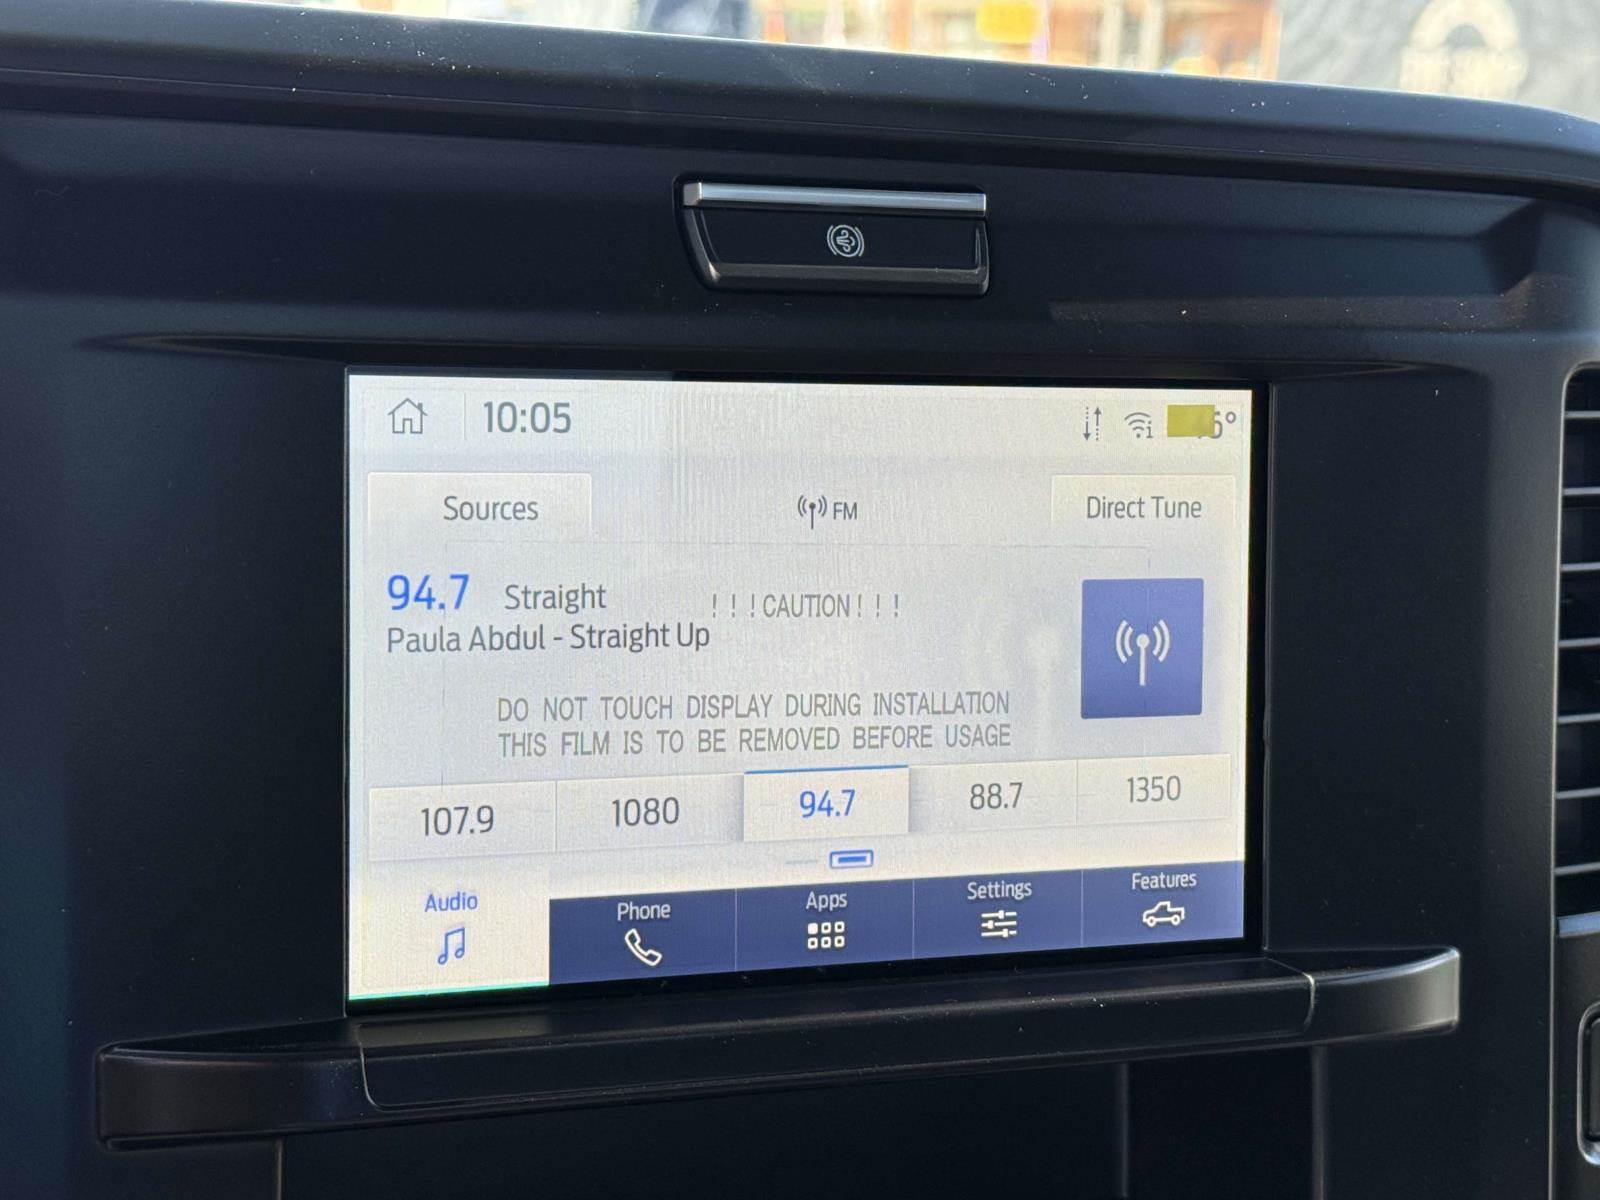 10:05
Sources
FM
Direct Tune
94.7 Straight
! ! ! CAUTION ! ! !
Paula Abdul - Straight Up
DO NOT TOUCH DISPLAY DURING INSTALLATION
THIS FILM IS TO BE REMOVED BEFORE USAGE
107.9
1080
94.7
88.7
1350
Audio
Phone
Apps
Settings
Features